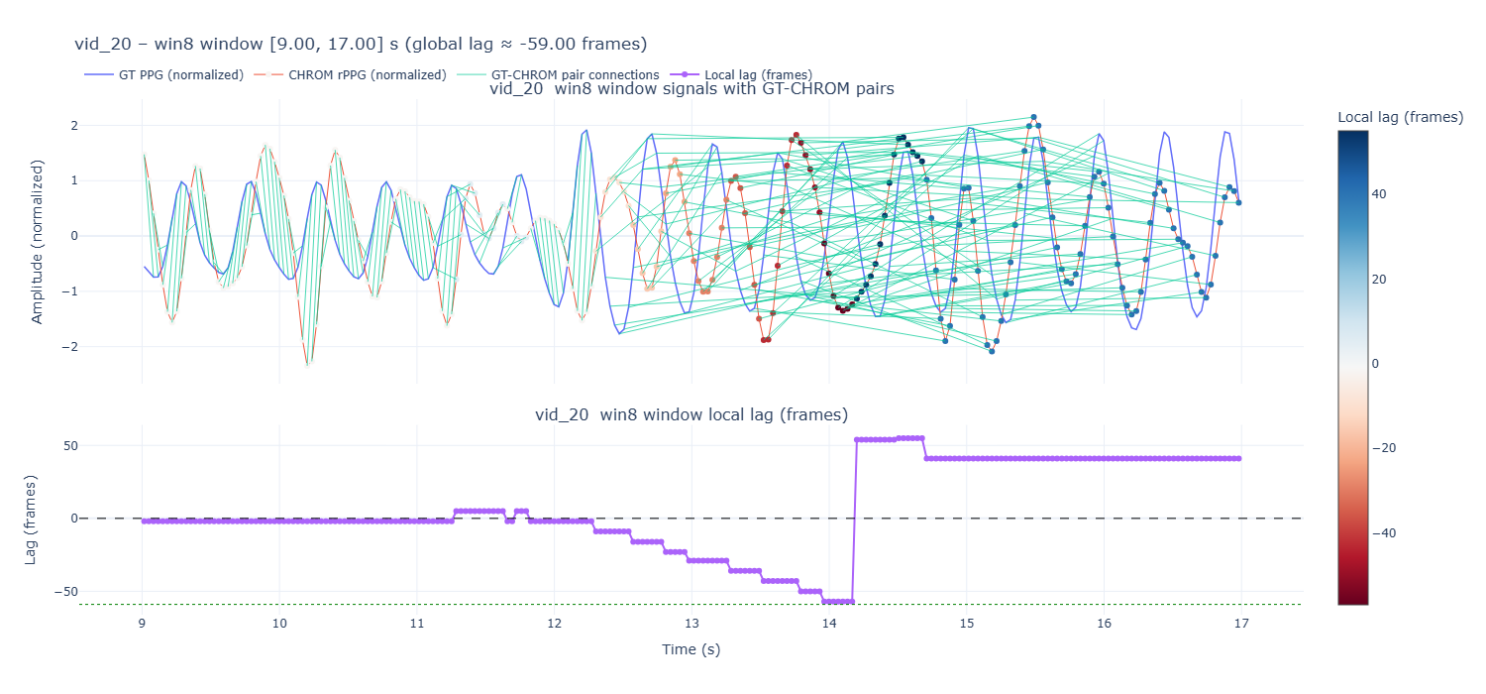 vid_20 – win8 window [9.00, 17.00] s (global lag ≈ -59.00 frames)
GT PPG (normalized) CHROM rPPG (normalized) GT-CHROM pair connections Local lag (frames)
vid_20 win8 window signals with GT-CHROM pairs
Local lag (frames)
Amplitude (normalized)
2
1
0
−1
−2
40
20
0
−20
−40
vid_20 win8 window local lag (frames)
Lag (frames)
50
0
−50
9 10 11 12 13 14 15 16 17
Time (s)